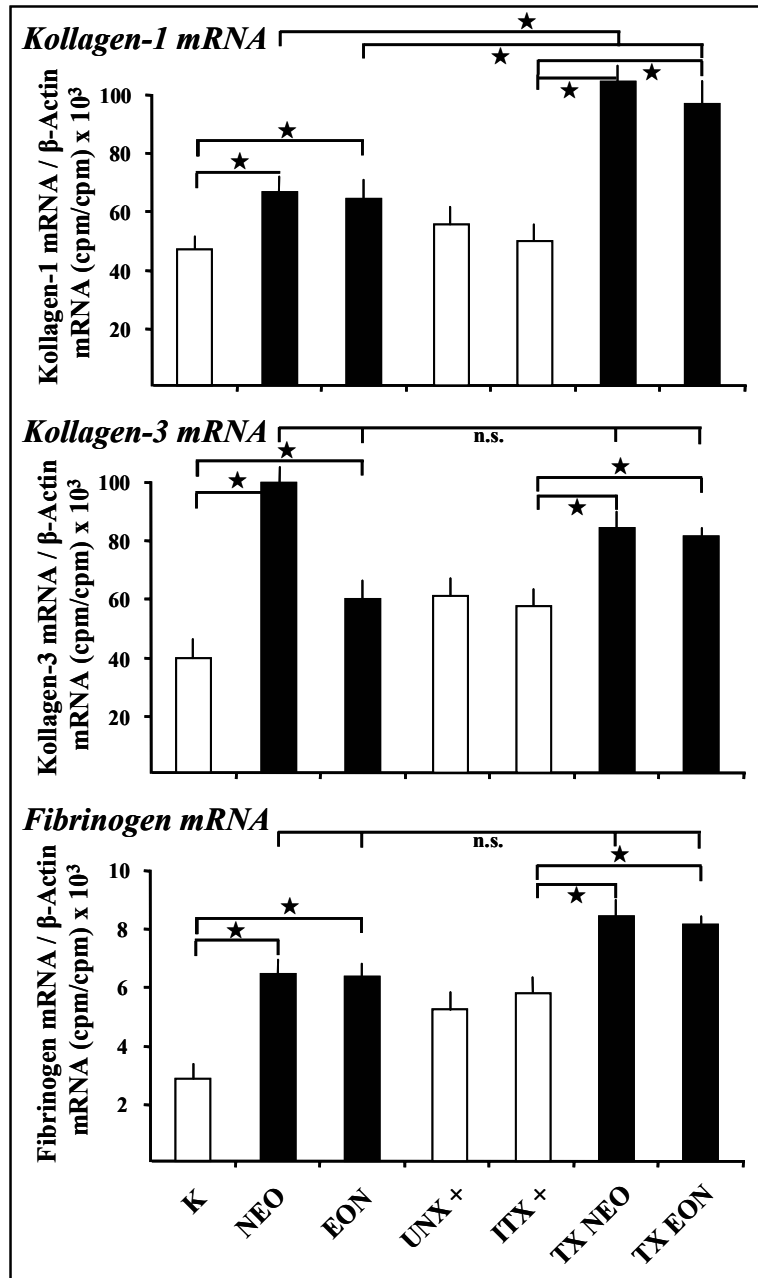 Kollagen-1 mRNA
★
★
★ ★
★
★
Kollagen-1 mRNA / β-Actin
mRNA (cpm/cpm) x 10³
100
80
60
40
20
Kollagen-3 mRNA
n.s.
★
★
★
★
Kollagen-3 mRNA / β-Actin
mRNA (cpm/cpm) x 10³
100
80
60
40
20
Fibrinogen mRNA
n.s.
★
★
★
★
Fibrinogen mRNA / β-Actin
mRNA (cpm/cpm) x 10³
10
8
6
4
2
K
NEO
EON
UNX +
ITX +
TX NEO
TX EON